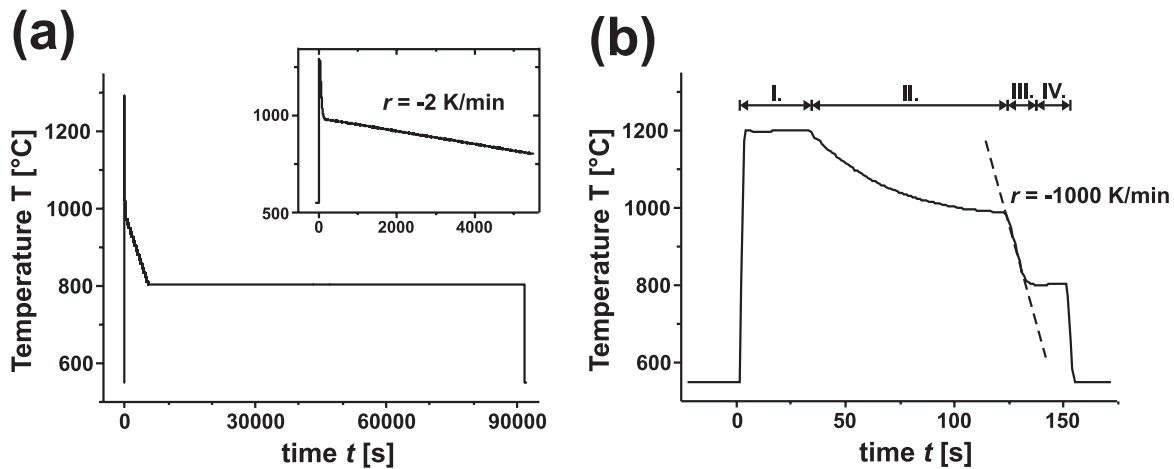 (a)
Temperature T [°C]
1200
1000
800
600
0
30000
60000
90000
time t [s]
1000
500
0
2000
4000
r = -2 K/min
(b)
Temperature T [°C]
1200
1000
800
600
0
50
100
150
time t [s]
I.
II.
III.
IV.
r = -1000 K/min